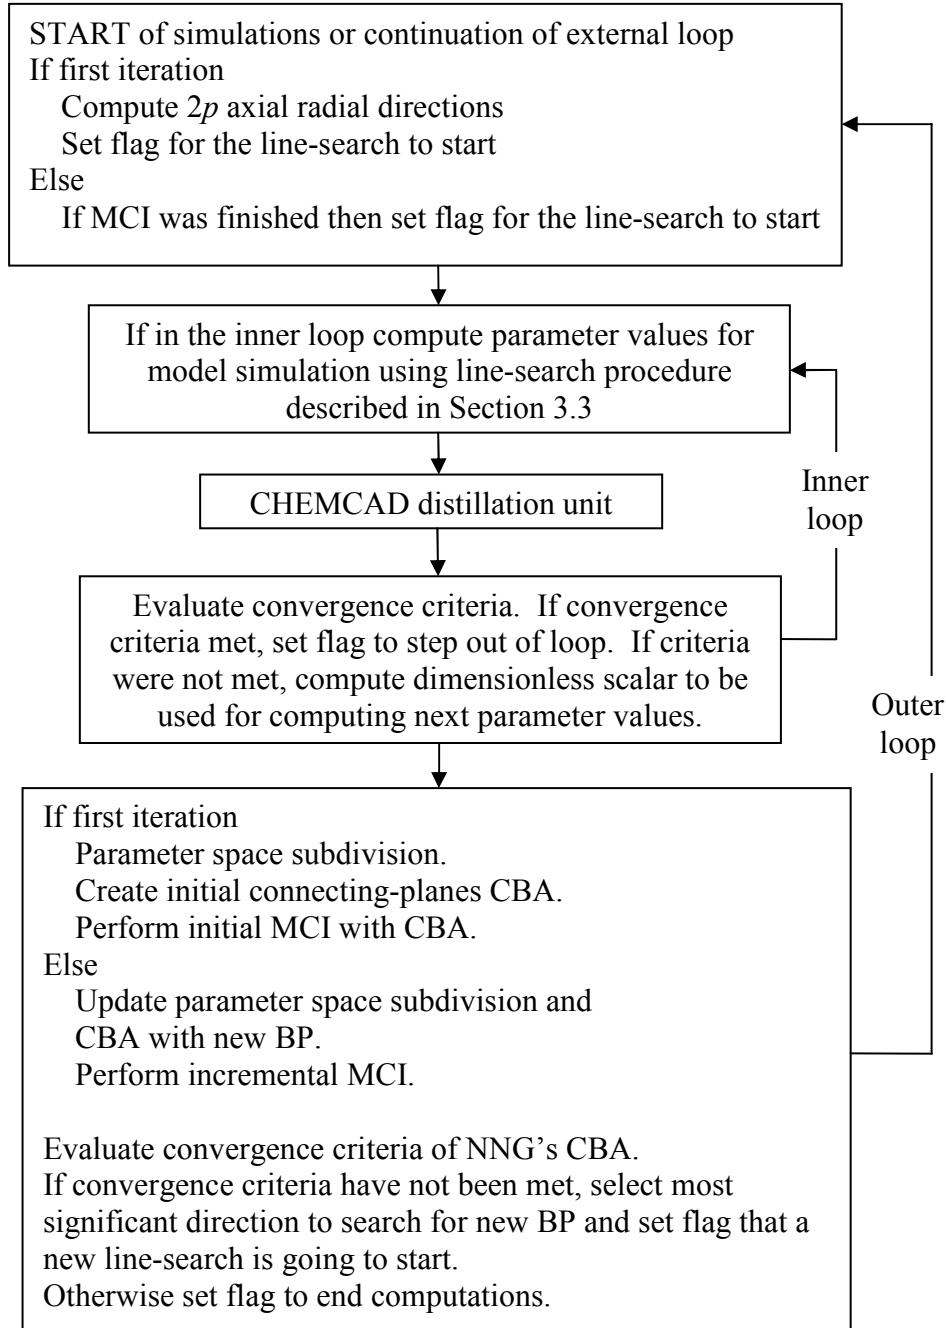 START of simulations or continuation of external loop
If first iteration
Compute 2p axial radial directions
Set flag for the line-search to start
Else
If MCI was finished then set flag for the line-search to start
If in the inner loop compute parameter values for
model simulation using line-search procedure
described in Section 3.3
CHEMCAD distillation unit
Inner
loop
Evaluate convergence criteria. If convergence
criteria met, set flag to step out of loop. If criteria
were not met, compute dimensionless scalar to be
used for computing next parameter values.
Outer
loop
If first iteration
Parameter space subdivision.
Create initial connecting-planes CBA.
Perform initial MCI with CBA.
Else
Update parameter space subdivision and
CBA with new BP.
Perform incremental MCI.
Evaluate convergence criteria of NNG’s CBA.
If convergence criteria have not been met, select most
significant direction to search for new BP and set flag that a
new line-search is going to start.
Otherwise set flag to end computations.